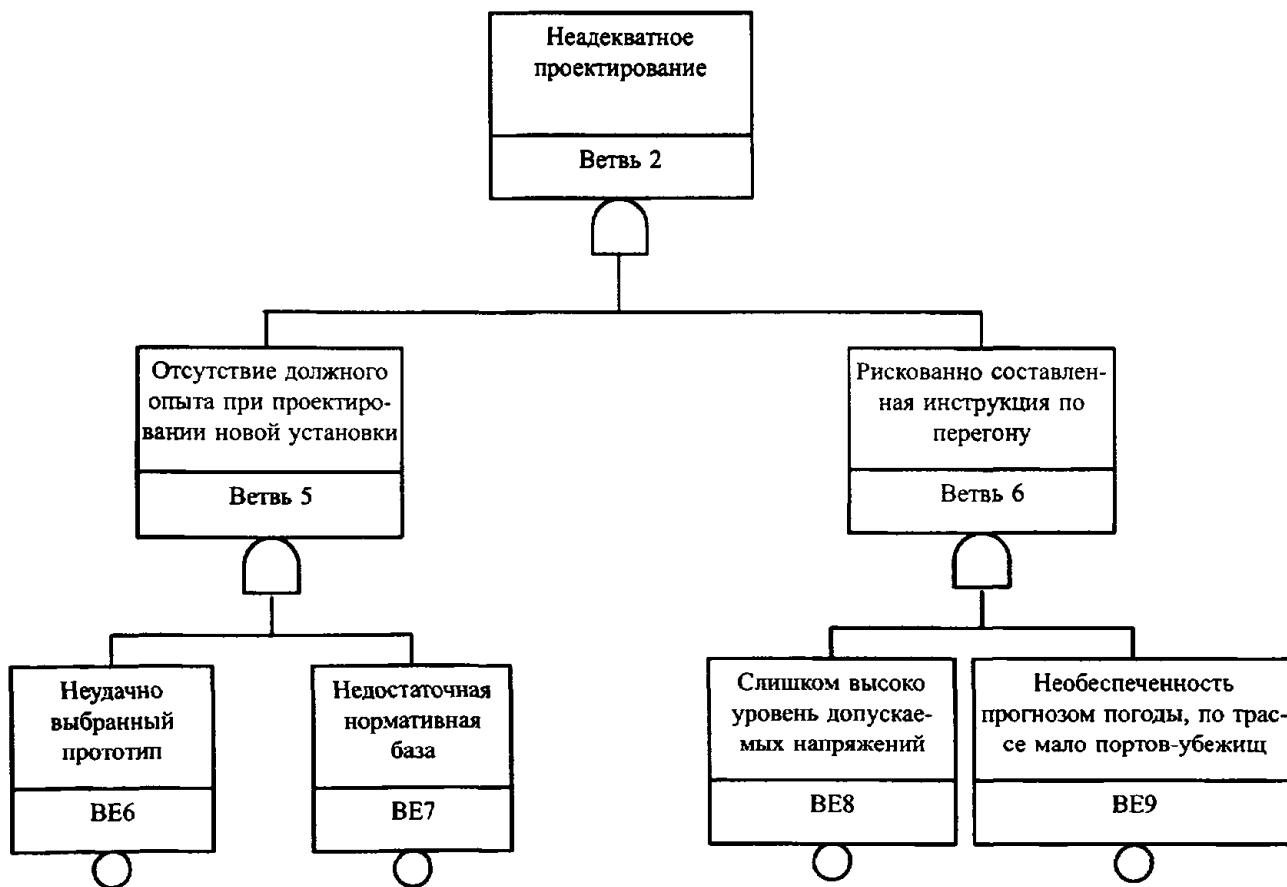 Неадекватное
проектирование
Ветвь 2
Отсутствие должного
опыта при проектиро-
вании новой установки
Ветвь 5
Рискованно составлен-
ная инструкция по
перегону
Ветвь 6
Неудачно
выбранный
прототип
BE6
Недостаточная
нормативная
база
BE7
Слишком высоко
уровень допускае-
мых напряжений
BE8
Необеспеченность
прогнозом погоды, по трас-
се мало портов-убежищ
BE9